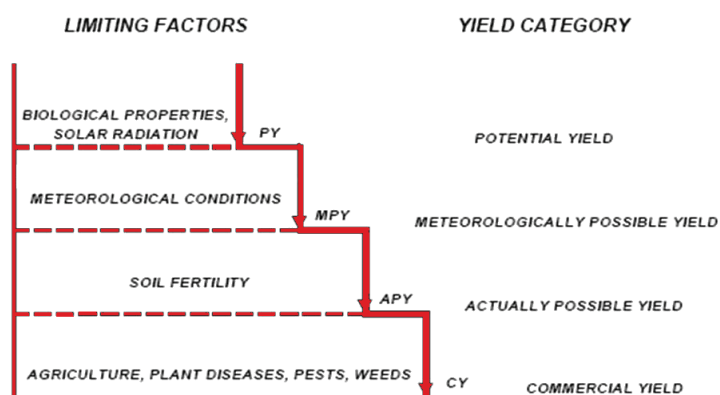 LIMITING FACTORS
YIELD CATEGORY
BIOLOGICAL PROPERTIES,
SOLAR RADIATION
PY
POTENTIAL YIELD
METEOROLOGICAL CONDITIONS
MPY
METEOROLOGICALLY POSSIBLE YIELD
SOIL FERTILITY
APY
ACTUALLY POSSIBLE YIELD
AGRICULTURE, PLANT DISEASES, PESTS, WEEDS
CY
COMMERCIAL YIELD